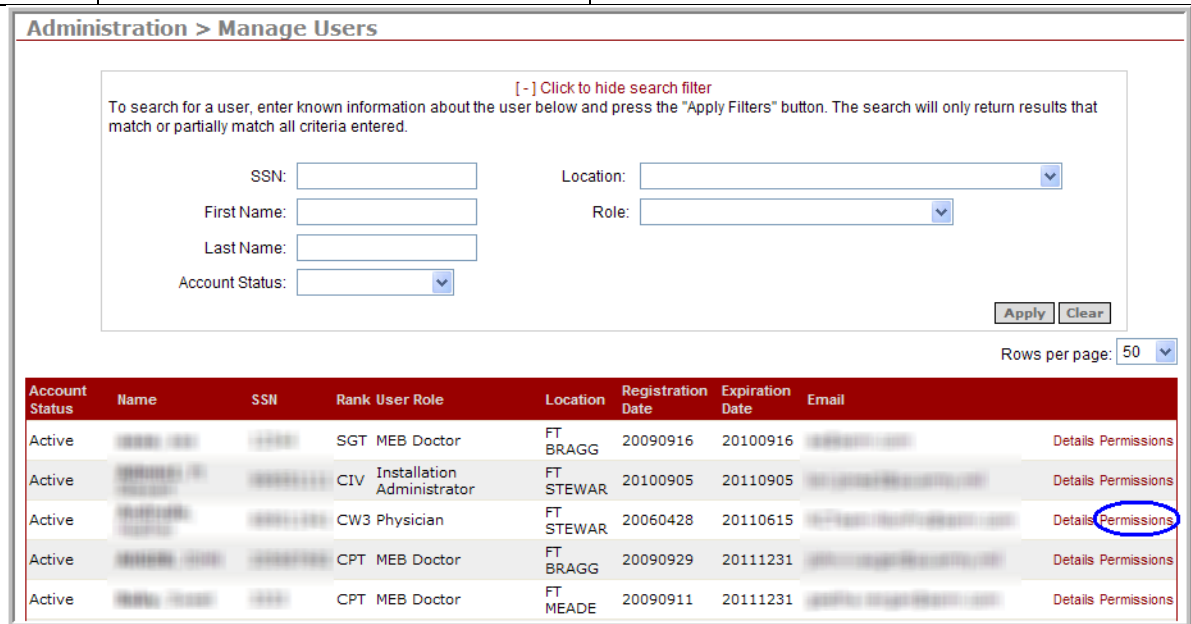 Administration > Manage Users
[ - ] Click to hide search filter
To search for a user, enter known information about the user below and press the "Apply Filters" button. The search will only return results that
match or partially match all criteria entered.
SSN: Location:
First Name: Role:
Last Name:
Account Status:
Apply Clear
Rows per page: 50
Account Status Name SSN Rank User Role Location Registration Date Expiration Date Email
Active SGT MEB Doctor FT BRAGG 20090916 20100916 Details Permissions
Active CIV Installation Administrator FT STEWAR 20100905 20110905 Details Permissions
Active CW3 Physician FT STEWAR 20060428 20110615 Details Permissions
Active CPT MEB Doctor FT BRAGG 20090929 20111231 Details Permissions
Active CPT MEB Doctor FT MEADE 20090911 20111231 Details Permissions